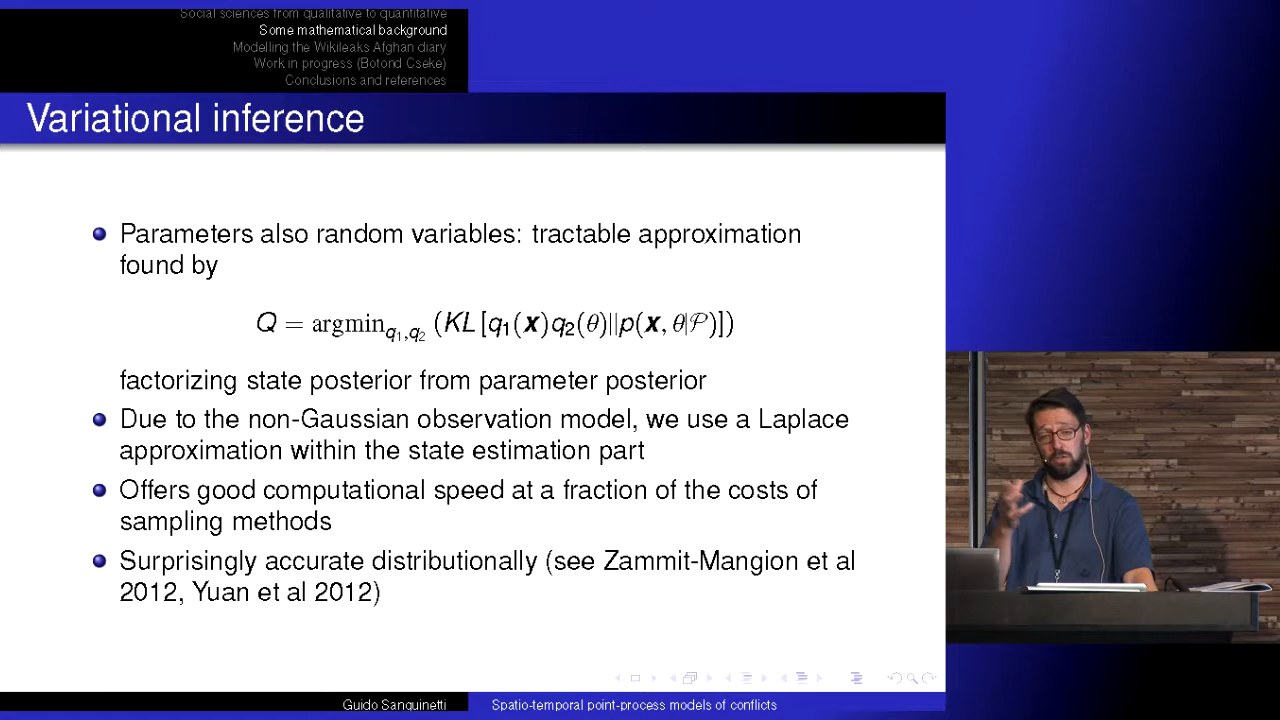 Social sciences from qualitative to quantitative
Some mathematical background
Modelling the Wikileaks Afghan diary
Work in progress (Botond Cseke)
Conclusions and references
Variational inference
Parameters also random variables: tractable approximation
found by
Q = argmin_{q₁,q₂} (KL [q₁(x)q₂(θ)||p(x, θ|𝒫)])
factorizing state posterior from parameter posterior
Due to the non-Gaussian observation model, we use a Laplace
approximation within the state estimation part
Offers good computational speed at a fraction of the costs of
sampling methods
Surprisingly accurate distributionally (see Zammit-Mangion et al
2012, Yuan et al 2012)
Guido Sanguinetti
Spatio-temporal point-process models of conflicts